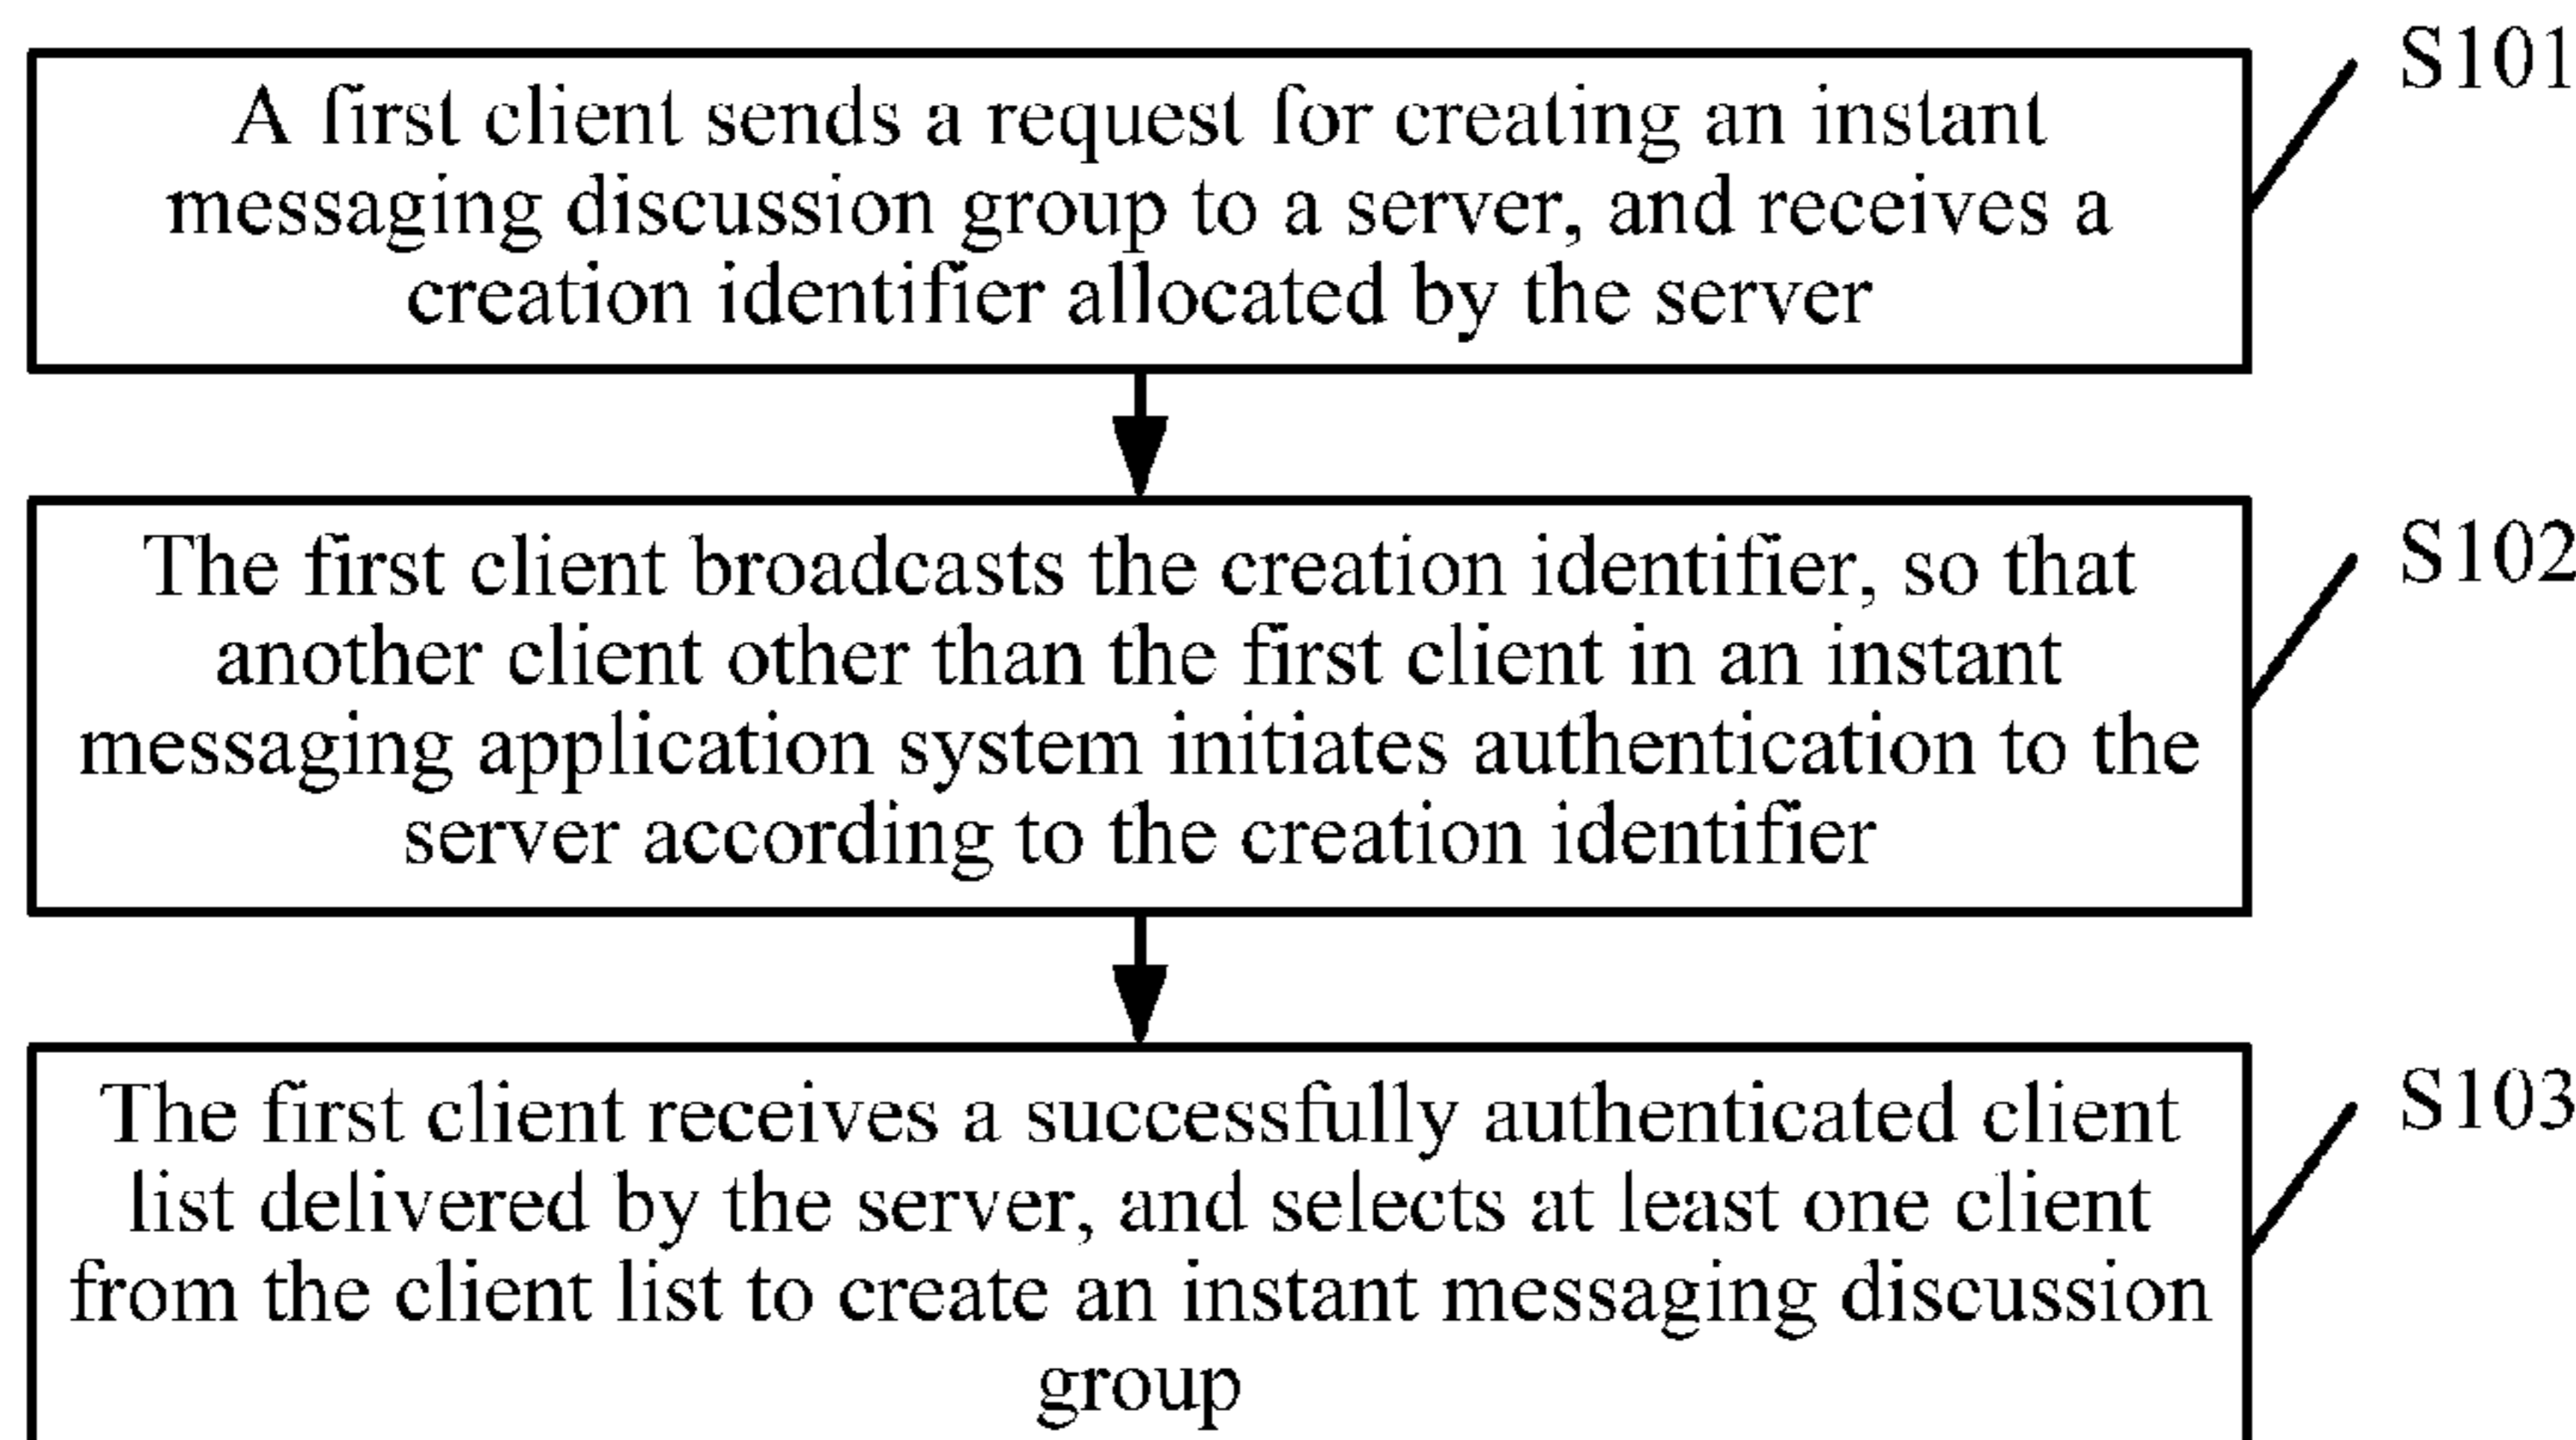 S101
A first client sends a request for creating an instant
messaging discussion group to a server, and receives a
creation identifier allocated by the server
S102
The first client broadcasts the creation identifier, so that
another client other than the first client in an instant
messaging application system initiates authentication to the
server according to the creation identifier
S103
The first client receives a successfully authenticated client
list delivered by the server, and selects at least one client
from the client list to create an instant messaging discussion
group